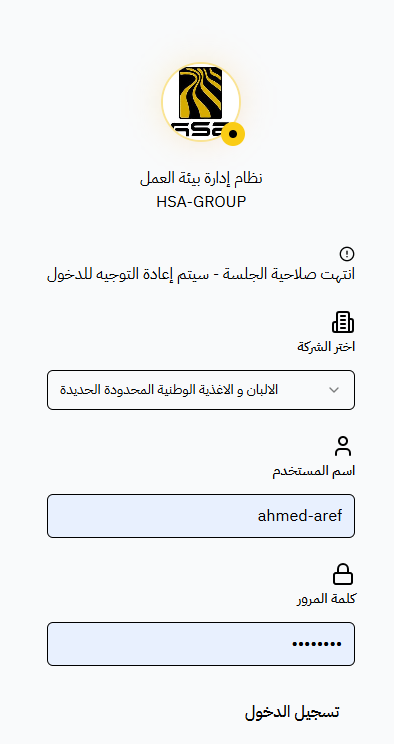 HSA
نظام إدارة بيئة العمل
HSA-GROUP
انتهت صلاحية الجلسة - سيتم إعادة التوجيه للدخول
اختر الشركة
الالبان و الاغذية الوطنية المحدودة الحديدة
اسم المستخدم
ahmed-aref
كلمة المرور
••••••••
تسجيل الدخول